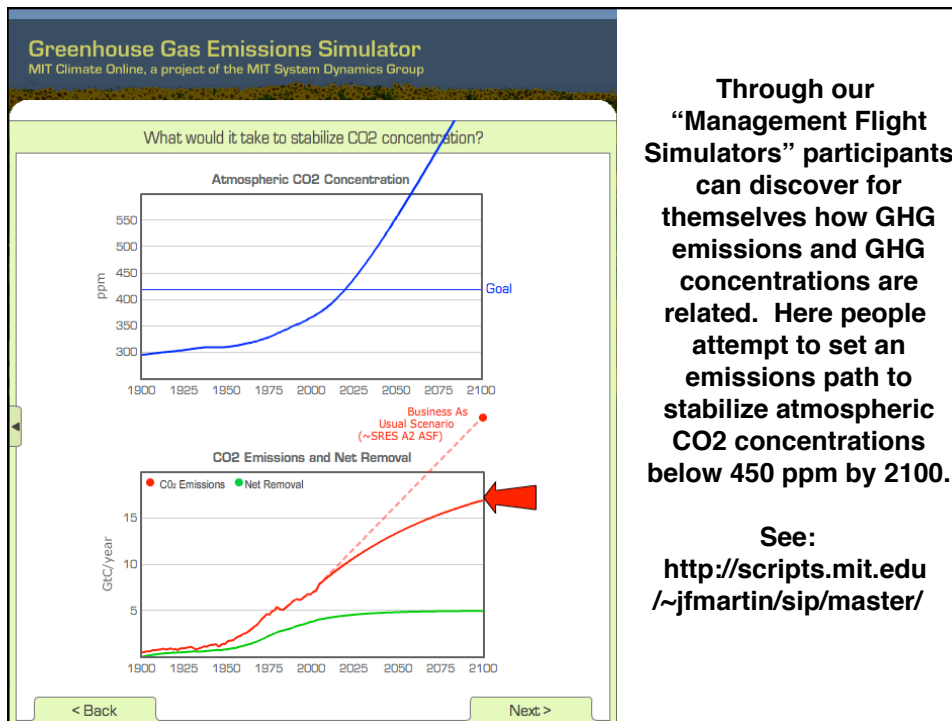 Greenhouse Gas Emissions Simulator
MIT Climate Online, a project of the MIT System Dynamics Group
What would it take to stabilize CO2 concentration?
Atmospheric CO2 Concentration
550
500
450
400
350
300
ppm
Goal
1900 1925 1950 1975 2000 2025 2050 2075 2100
Business As
Usual Scenario
(~SRES A2 ASF)
CO2 Emissions and Net Removal
C0₂ Emissions Net Removal
15
10
5
GtC/year
1900 1925 1950 1975 2000 2025 2050 2075 2100
< Back
Next >
Through our
“Management Flight
Simulators” participants
can discover for
themselves how GHG
emissions and GHG
concentrations are
related. Here people
attempt to set an
emissions path to
stabilize atmospheric
CO2 concentrations
below 450 ppm by 2100.
See:
http://scripts.mit.edu
/~jfmartin/sip/master/